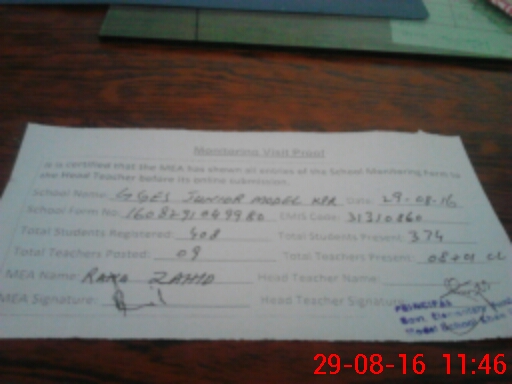 Monitoring Visit Proof
It is certified that the MEA has shown all entries of the School Monitoring Form to
the Head Teacher before its online submission.
School Name: GGES JUNIOR MODEL KPR Date: 29-08-16
School Form No: EMIS Code: 31310860
Total Students Registered: 408 Total Students Present: 374
Total Teachers Posted: 09 Total Teachers Present: 08+01 CL
MEA Name: RANA ZAHID Head Teacher Name:
MEA Signature: Head Teacher Signature
PRINCIPAL
Govt. Elementary
Model School
29-08-16 11:46